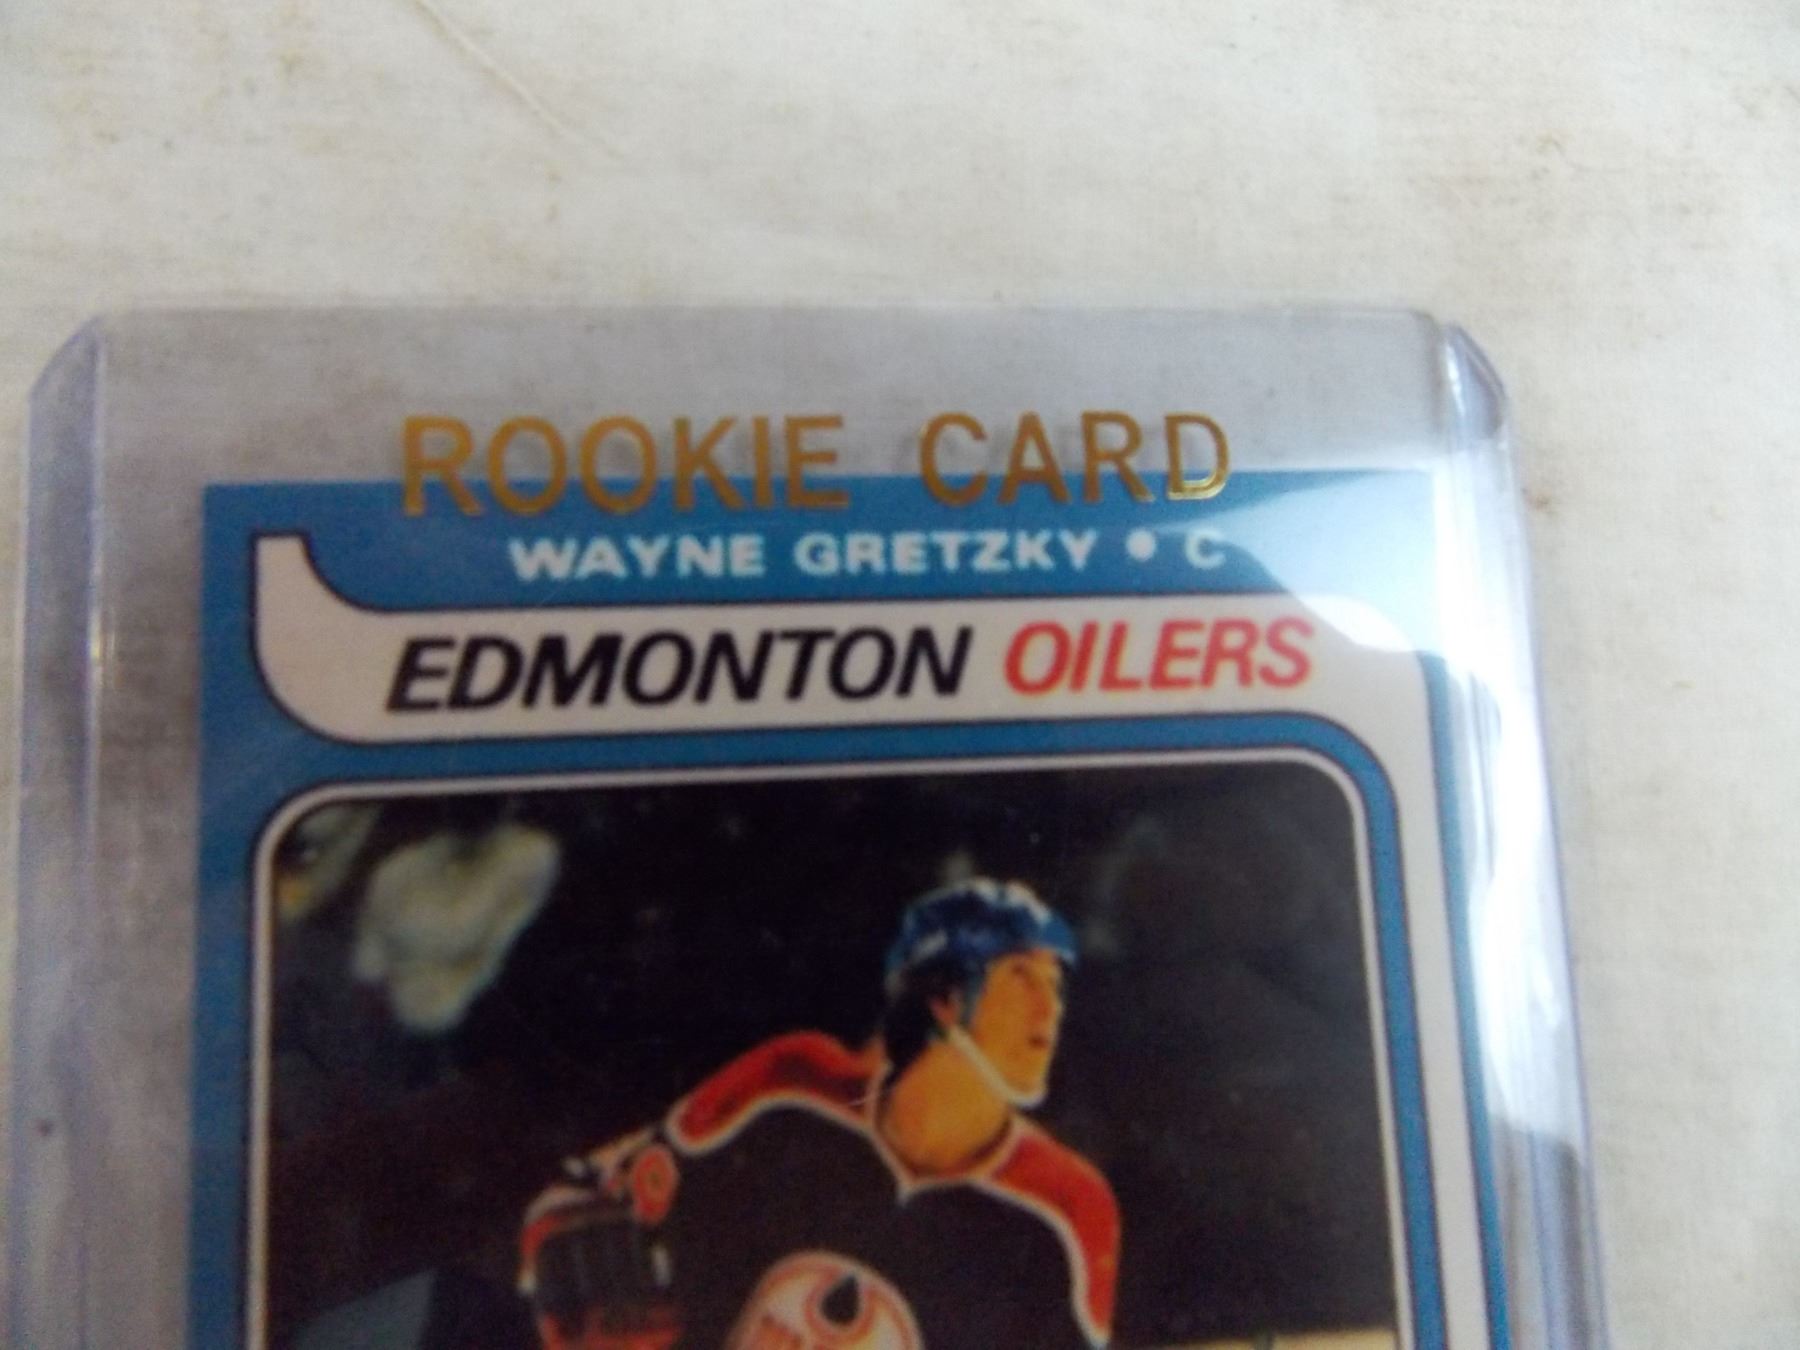 ROOKIE CARD
WAYNE GRETZKY • C
EDMONTON OILERS